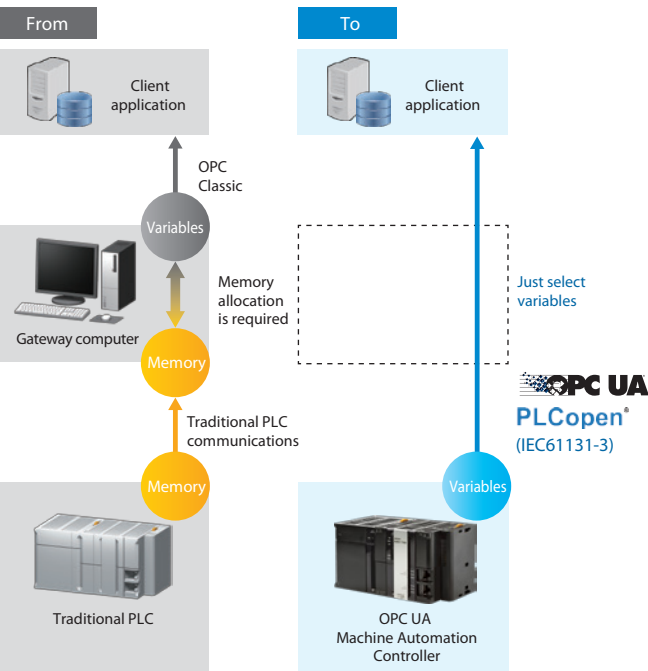 From
Client
application
OPC
Classic
Variables
Memory
allocation
is required
Gateway computer
Memory
Traditional PLC
communications
Memory
Traditional PLC
To
Client
application
Just select
variables
OPC UA
PLCopen®
(IEC61131-3)
Variables
OPC UA
Machine Automation
Controller